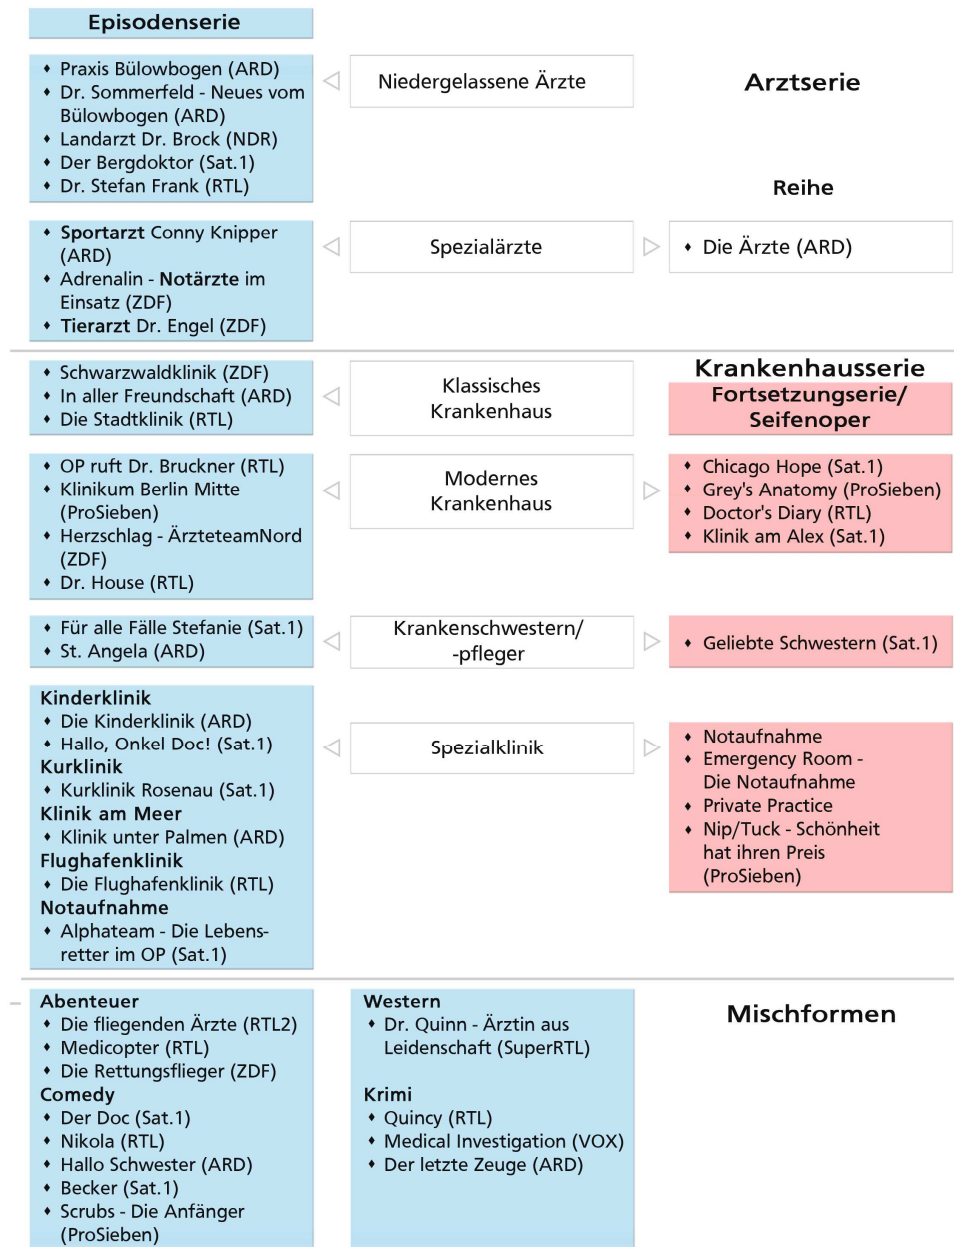 Episodenserie
♦ Praxis Bülowbogen (ARD)
♦ Dr. Sommerfeld - Neues vom
Bülowbogen (ARD)
♦ Landarzt Dr. Brock (NDR)
♦ Der Bergdoktor (Sat.1)
♦ Dr. Stefan Frank (RTL)
Niedergelassene Ärzte
Arztserie
Reihe
♦ Sportarzt Conny Knipper
(ARD)
♦ Adrenalin - Notärzte im
Einsatz (ZDF)
♦ Tierarzt Dr. Engel (ZDF)
Spezialärzte
♦ Die Ärzte (ARD)
♦ Schwarzwaldklinik (ZDF)
♦ In aller Freundschaft (ARD)
♦ Die Stadtklinik (RTL)
Klassisches
Krankenhaus
Krankenhausserie
Fortsetzungserie/
Seifenoper
♦ OP ruft Dr. Bruckner (RTL)
♦ Klinikum Berlin Mitte
(ProSieben)
♦ Herzschlag - ÄrzteteamNord
(ZDF)
♦ Dr. House (RTL)
Modernes
Krankenhaus
♦ Chicago Hope (Sat.1)
♦ Grey's Anatomy (ProSieben)
♦ Doctor's Diary (RTL)
♦ Klinik am Alex (Sat.1)
♦ Für alle Fälle Stefanie (Sat.1)
♦ St. Angela (ARD)
Krankenschwestern/
-pfleger
♦ Geliebte Schwestern (Sat.1)
Kinderklinik
♦ Die Kinderklinik (ARD)
♦ Hallo, Onkel Doc! (Sat.1)
Kurklinik
♦ Kurklinik Rosenau (Sat.1)
Klinik am Meer
♦ Klinik unter Palmen (ARD)
Flughafenklinik
♦ Die Flughafenklinik (RTL)
Notaufnahme
♦ Alphateam - Die Lebens-
retter im OP (Sat.1)
Spezialklinik
♦ Notaufnahme
♦ Emergency Room -
Die Notaufnahme
♦ Private Practice
♦ Nip/Tuck - Schönheit
hat ihren Preis
(ProSieben)
Abenteuer
♦ Die fliegenden Ärzte (RTL2)
♦ Medicopter (RTL)
♦ Die Rettungsflieger (ZDF)
Comedy
♦ Der Doc (Sat.1)
♦ Nikola (RTL)
♦ Hallo Schwester (ARD)
♦ Becker (Sat.1)
♦ Scrubs - Die Anfänger
(ProSieben)
Western
♦ Dr. Quinn - Ärztin aus
Leidenschaft (SuperRTL)
Krimi
♦ Quincy (RTL)
♦ Medical Investigation (VOX)
♦ Der letzte Zeuge (ARD)
Mischformen